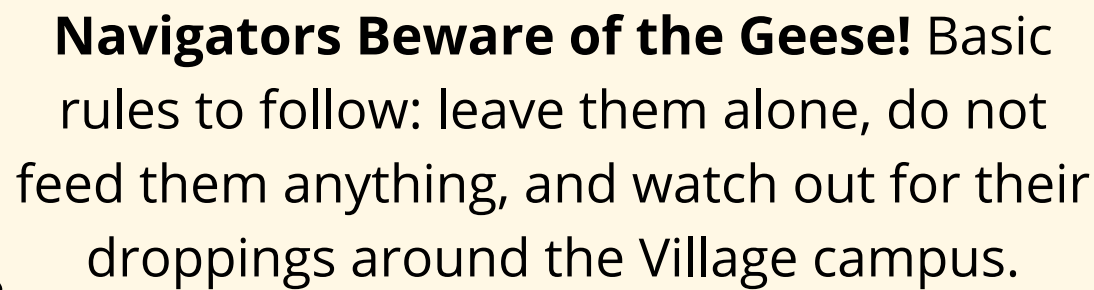 Navigators Beware of the Geese! Basic
rules to follow: leave them alone, do not
feed them anything, and watch out for their
droppings around the Village campus.